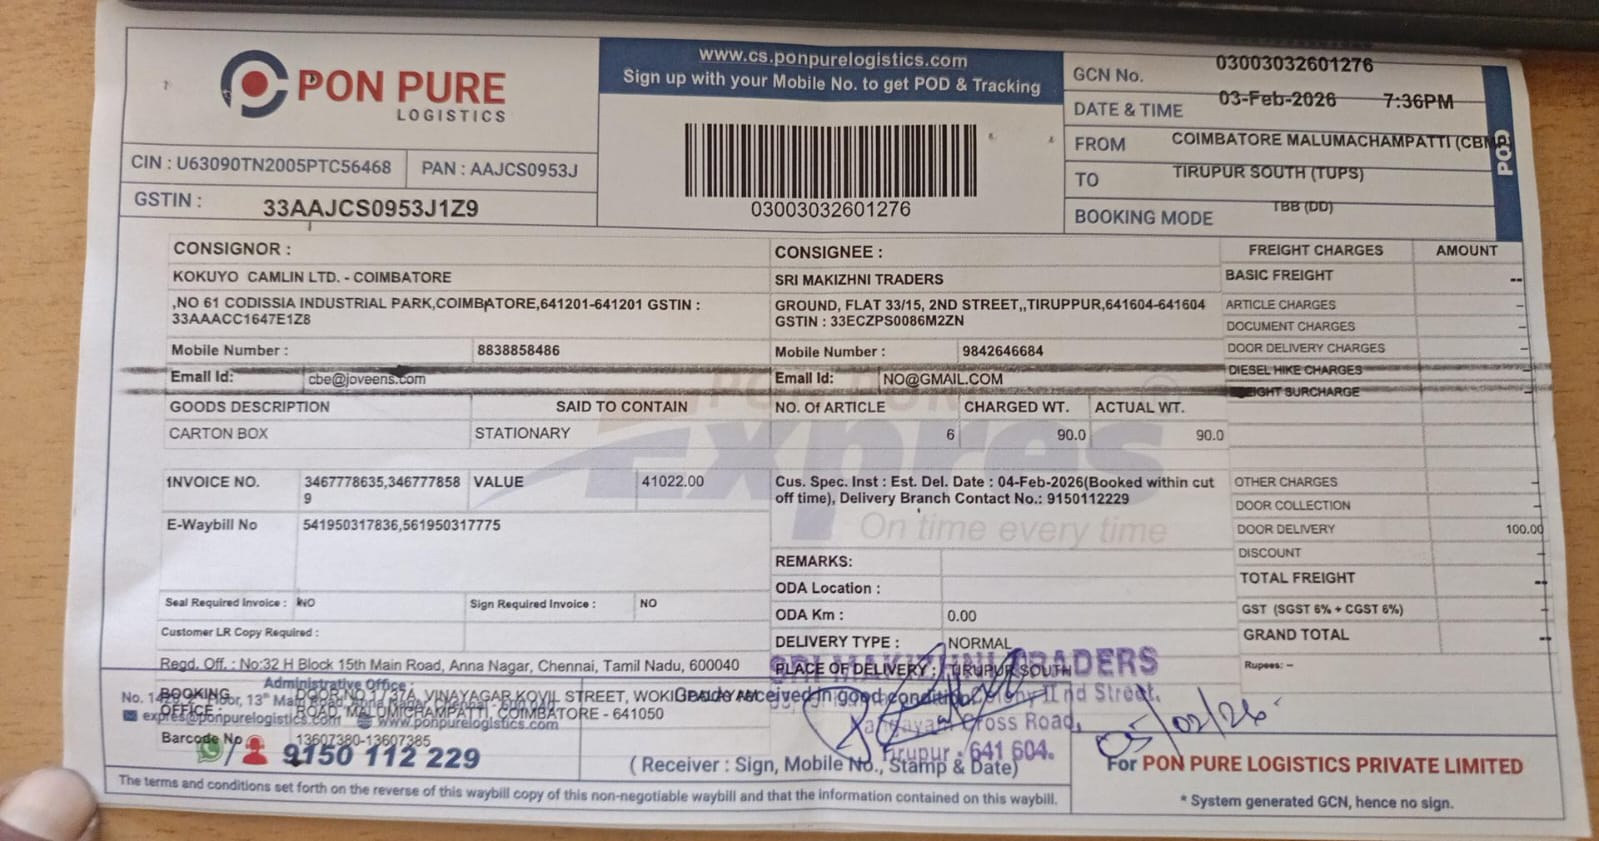 PON PURE
LOGISTICS
www.cs.ponpurelogistics.com
Sign up with your Mobile No. to get POD & Tracking
03003032601276
CIN : U63090TN2005PTC56468
PAN : AAJCS0953J
GSTIN : 33AAJCS0953J1Z9
GCN No. 03003032601276
DATE & TIME 03-Feb-2026 7:36PM
FROM COIMBATORE MALUMACHAMPATTI (CBMP)
TO TIRUPUR SOUTH (TUPS)
BOOKING MODE TBB (DD)
POD
CONSIGNOR :
KOKUYO CAMLIN LTD. - COIMBATORE
,NO 61 CODISSIA INDUSTRIAL PARK,COIMBATORE,641201-641201 GSTIN :
33AAACC1647E1Z8
Mobile Number : 8838858486
Email Id: cbe@joveens.com
CONSIGNEE :
SRI MAKIZHNI TRADERS
GROUND, FLAT 33/15, 2ND STREET,,TIRUPPUR,641604-641604
GSTIN : 33ECZPS0086M2ZN
Mobile Number : 9842646684
Email Id: NO@GMAIL.COM
FREIGHT CHARGES AMOUNT
BASIC FREIGHT --
ARTICLE CHARGES –
DOCUMENT CHARGES –
DOOR DELIVERY CHARGES –
DIESEL HIKE CHARGES –
SURCHARGE –
GOODS DESCRIPTION SAID TO CONTAIN
CARTON BOX STATIONARY
NO. Of ARTICLE CHARGED WT. ACTUAL WT.
6 90.0 90.0
INVOICE NO. 3467778635,346777858
9
VALUE 41022.00
E-Waybill No 541950317836,561950317775
Cus. Spec. Inst : Est. Del. Date : 04-Feb-2026(Booked within cut
off time), Delivery Branch Contact No.: 9150112229
Expres
On time every time
OTHER CHARGES –
DOOR COLLECTION –
DOOR DELIVERY 100.00
DISCOUNT –
TOTAL FREIGHT --
GST (SGST 6% + CGST 6%) –
GRAND TOTAL --
Rupees: –
REMARKS:
ODA Location :
ODA Km : 0.00
DELIVERY TYPE : NORMAL
PLACE OF DELIVERY : TIRUPUR SOUTH
Seal Required Invoice : NO
Sign Required Invoice : NO
Customer LR Copy Required :
Regd. Off. : No:32 H Block 15th Main Road, Anna Nagar, Chennai, Tamil Nadu, 600040
Administrative Office :
BOOKING OFFICE : DOOR NO 17/37A, VINAYAGAR KOVIL STREET,
ROAD, MALUMICHAMPATTI, COIMBATORE - 641050
expres@ponpurelogistics.com www.ponpurelogistics.com
Barcode No 13607380-13607385
9150 112 229
Goods received in good condition
SRI MAKIZHNI TRADERS
II nd Street,
Cross Road,
Tirupur - 641 604.
05/02/26
( Receiver : Sign, Mobile No., Stamp & Date)
For PON PURE LOGISTICS PRIVATE LIMITED
* System generated GCN, hence no sign.
The terms and conditions set forth on the reverse of this waybill copy of this non-negotiable waybill and that the information contained on this waybill.